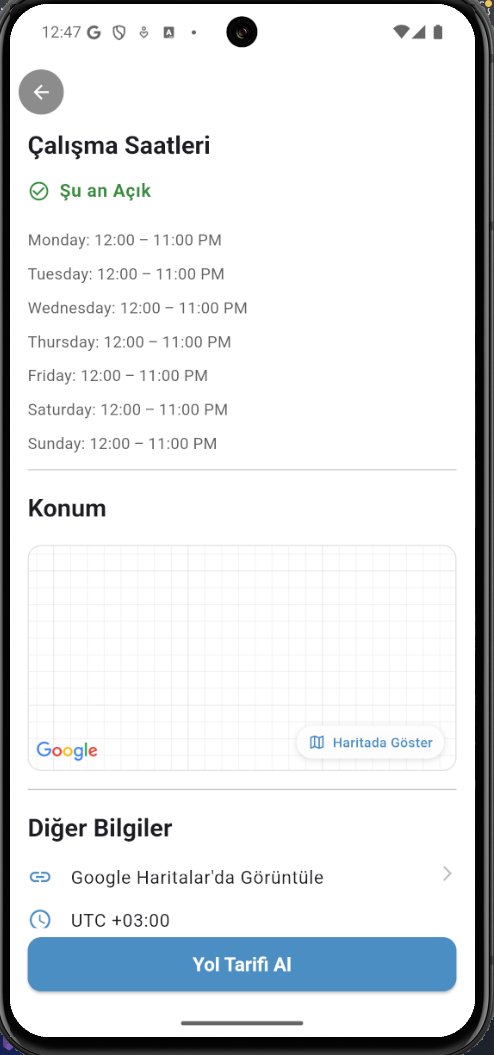 12:47
Çalışma Saatleri
Şu an Açık
Monday: 12:00 – 11:00 PM
Tuesday: 12:00 – 11:00 PM
Wednesday: 12:00 – 11:00 PM
Thursday: 12:00 – 11:00 PM
Friday: 12:00 – 11:00 PM
Saturday: 12:00 – 11:00 PM
Sunday: 12:00 – 11:00 PM
Konum
Google
Haritada Göster
Diğer Bilgiler
Google Haritalar'da Görüntüle
UTC +03:00
Yol Tarifi Al